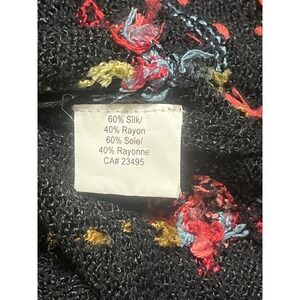 60% Silk/
40% Rayon
60% Soie/
40% Rayonne
CA# 23495